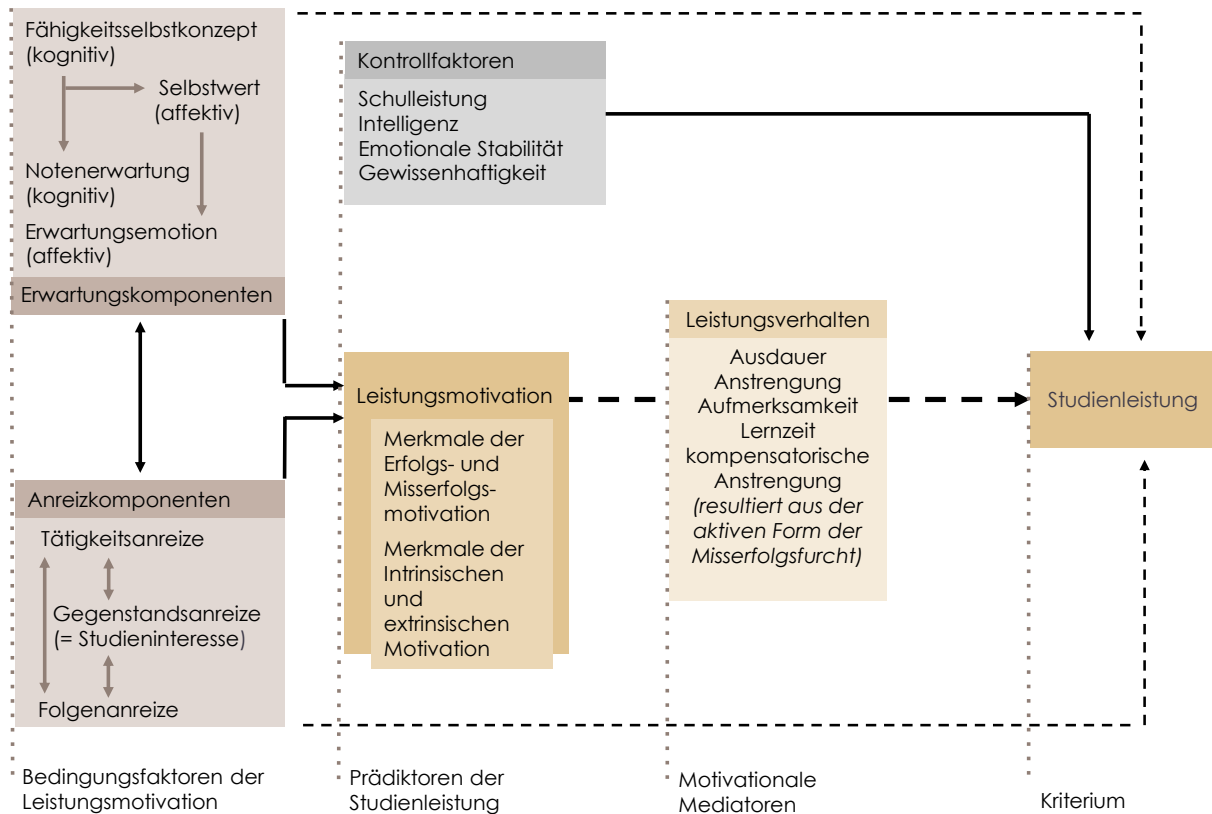 Fähigkeitsselbstkonzept
(kognitiv)
Selbstwert
(affektiv)
Notenerwartung
(kognitiv)
Erwartungsemotion
(affektiv)
Erwartungskomponenten
Anreizkomponenten
Tätigkeitsanreize
Gegenstandsanreize
(= Studieninteresse)
Folgenanreize
Bedingungsfaktoren der
Leistungsmotivation
Kontrollfaktoren
Schulleistung
Intelligenz
Emotionale Stabilität
Gewissenhaftigkeit
Leistungsmotivation
Merkmale der
Erfolgs- und
Misserfolgs-
motivation
Merkmale der
Intrinsischen
und
extrinsischen
Motivation
Prädiktoren der
Studienleistung
Leistungsverhalten
Ausdauer
Anstrengung
Aufmerksamkeit
Lernzeit
kompensatorische
Anstrengung
(resultiert aus der
aktiven Form der
Misserfolgsfurcht)
Motivationale
Mediatoren
Studienleistung
Kriterium